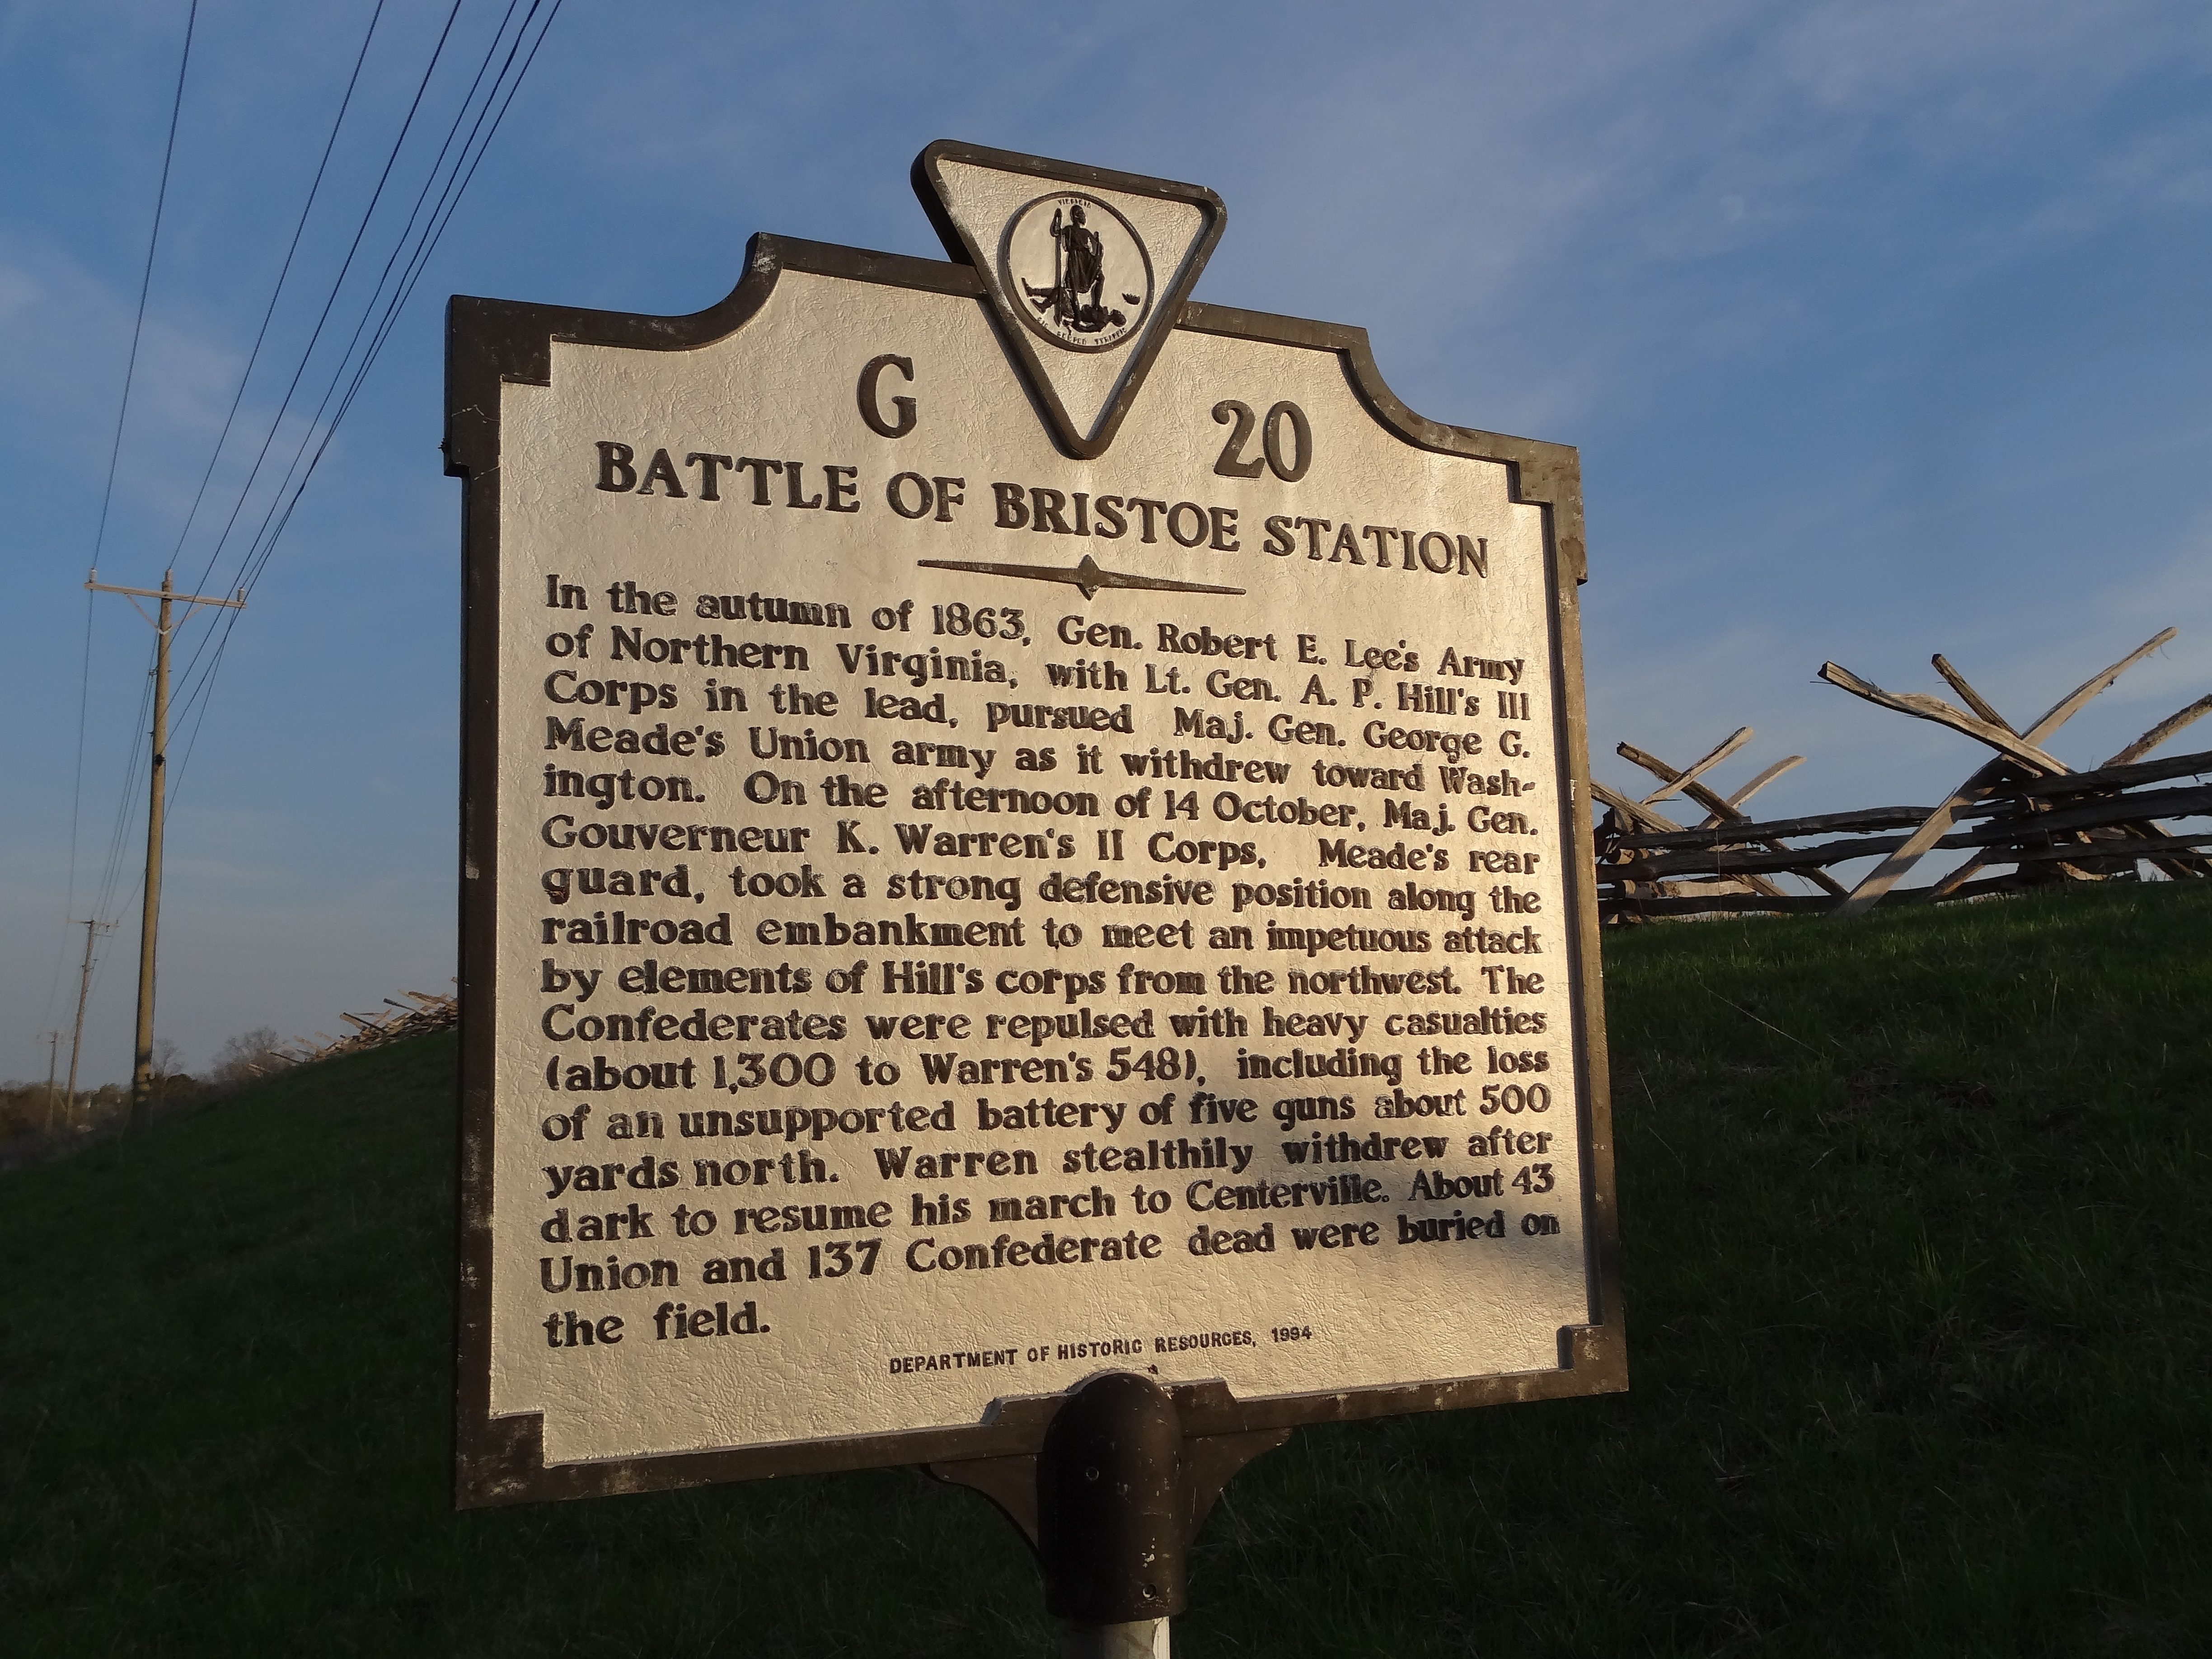 VIRGINIA
SIC SEMPER TYRANNIS
G 20
BATTLE OF BRISTOE STATION
In the autumn of 1863, Gen. Robert E. Lee's Army
of Northern Virginia, with Lt. Gen. A. P. Hill's III
Corps in the lead, pursued Maj. Gen. George G.
Meade's Union army as it withdrew toward Wash-
ington. On the afternoon of 14 October, Maj. Gen.
Gouverneur K. Warren's II Corps, Meade's rear
guard, took a strong defensive position along the
railroad embankment to meet an impetuous attack
by elements of Hill's corps from the northwest. The
Confederates were repulsed with heavy casualties
(about 1,300 to Warren's 548), including the loss
of an unsupported battery of five guns about 500
yards north. Warren stealthily withdrew after
dark to resume his march to Centerville. About 43
Union and 137 Confederate dead were buried on
the field.
DEPARTMENT OF HISTORIC RESOURCES, 1994